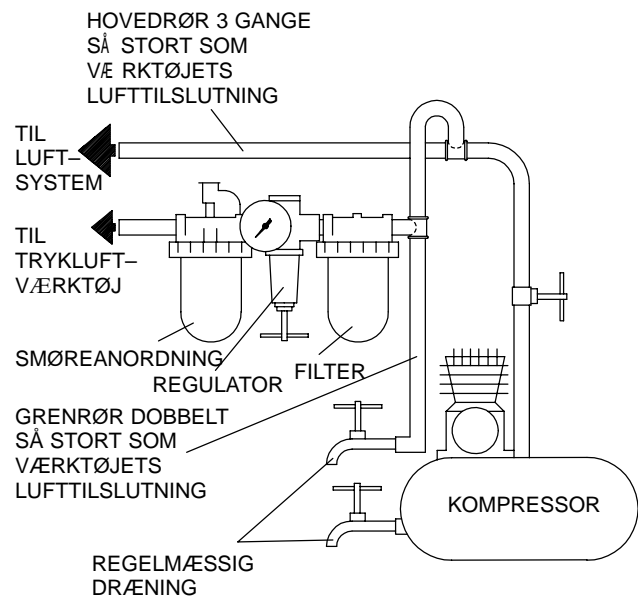 HOVEDRØR 3 GANGE
SÅ STORT SOM
VÆ RKTØJETS
LUFTTILSLUTNING
TIL
LUFT–
SYSTEM
TIL
TRYKLUFT–
VÆRKTØJ
SMØREANORDNING
REGULATOR
FILTER
GRENRØR DOBBELT
SÅ STORT SOM
VÆRKTØJETS
LUFTTILSLUTNING
KOMPRESSOR
REGELMÆSSIG
DRÆNING